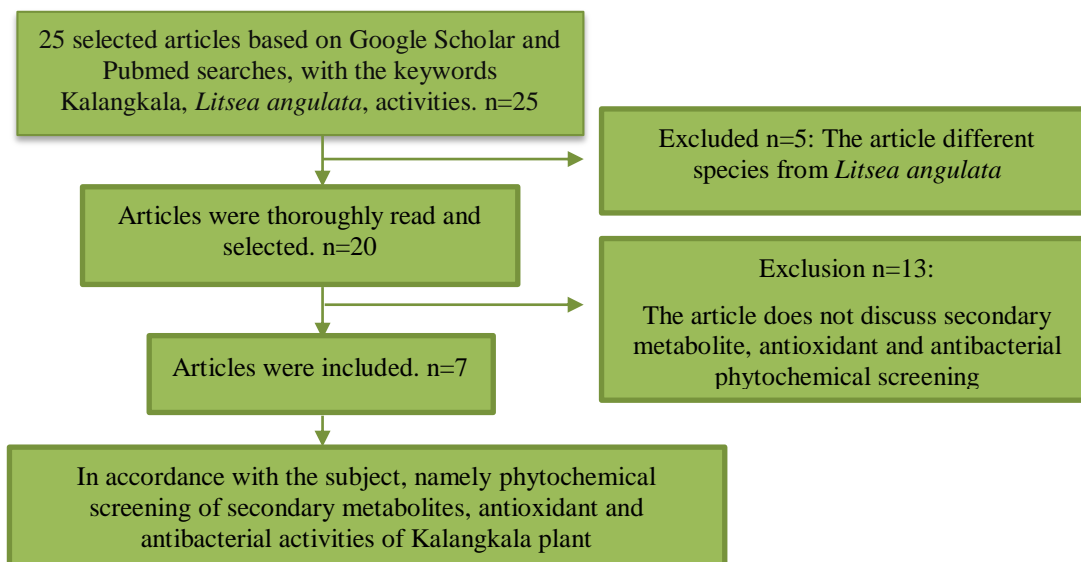 25 selected articles based on Google Scholar and
Pubmed searches, with the keywords
Kalangkala, Litsea angulata, activities. n=25
Excluded n=5: The article different
species from Litsea angulata
Articles were thoroughly read and
selected. n=20
Exclusion n=13:
The article does not discuss secondary
metabolite, antioxidant and antibacterial
phytochemical screening
Articles were included. n=7
In accordance with the subject, namely phytochemical
screening of secondary metabolites, antioxidant and
antibacterial activities of Kalangkala plant